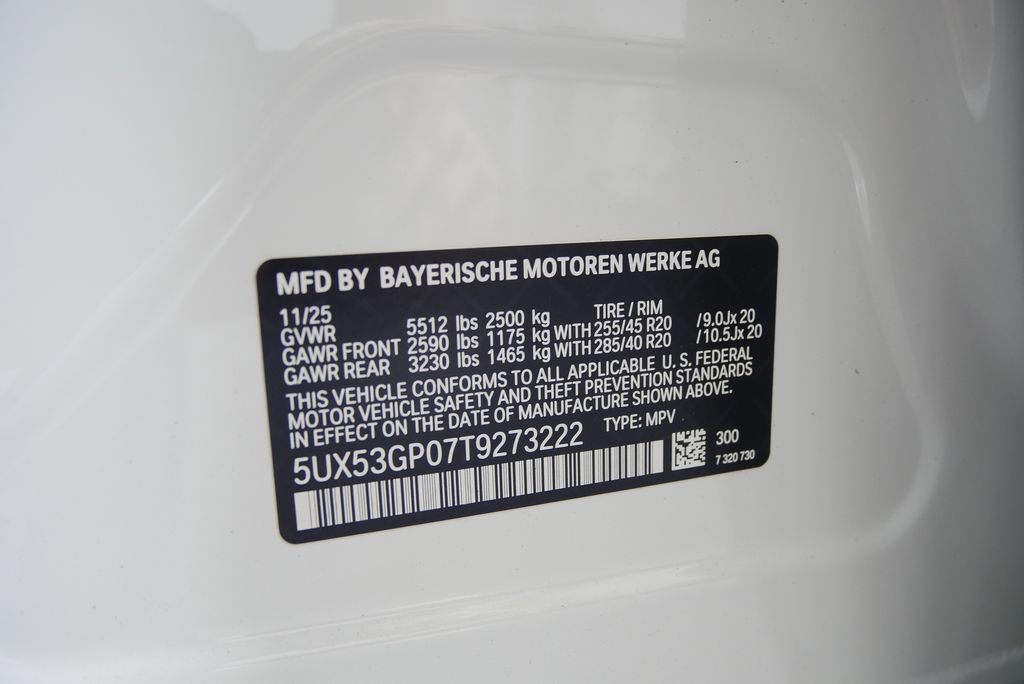 MFD BY BAYERISCHE MOTOREN WERKE AG
11/25 TIRE / RIM
GVWR 5512 lbs 2500 kg
GAWR FRONT 2590 lbs 1175 kg WITH 255/45 R20 /9.0Jx 20
GAWR REAR 3230 lbs 1465 kg WITH 285/40 R20 /10.5Jx 20
THIS VEHICLE CONFORMS TO ALL APPLICABLE U. S. FEDERAL
MOTOR VEHICLE SAFETY AND THEFT PREVENTION STANDARDS
IN EFFECT ON THE DATE OF MANUFACTURE SHOWN ABOVE.
5UX53GP07T9273222 TYPE: MPV
300
7 320 730